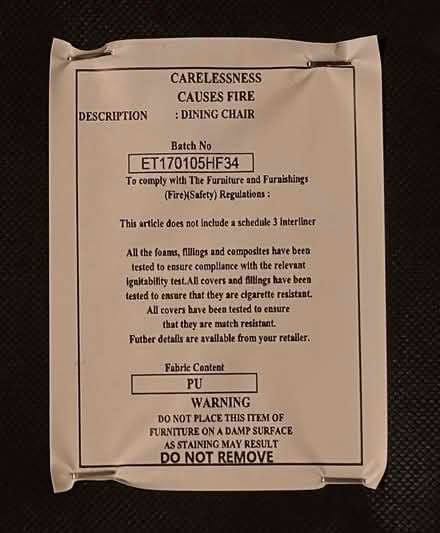 CARELESSNESS
CAUSES FIRE
DESCRIPTION : DINING CHAIR
Batch No
ET170105HF34
To comply with The Furniture and Furnishings
(Fire)(Safety) Regulations :
This article does not include a schedule 3 interliner
All the foams, fillings and composites have been
tested to ensure compliance with the relevant
ignitability test.All covers and fillings have been
tested to ensure that they are cigarette resistant.
All covers have been tested to ensure
that they are match resistant.
Futher details are available from your retailer.
Fabric Content
PU
WARNING
DO NOT PLACE THIS ITEM OF
FURNITURE ON A DAMP SURFACE
AS STAINING MAY RESULT
DO NOT REMOVE